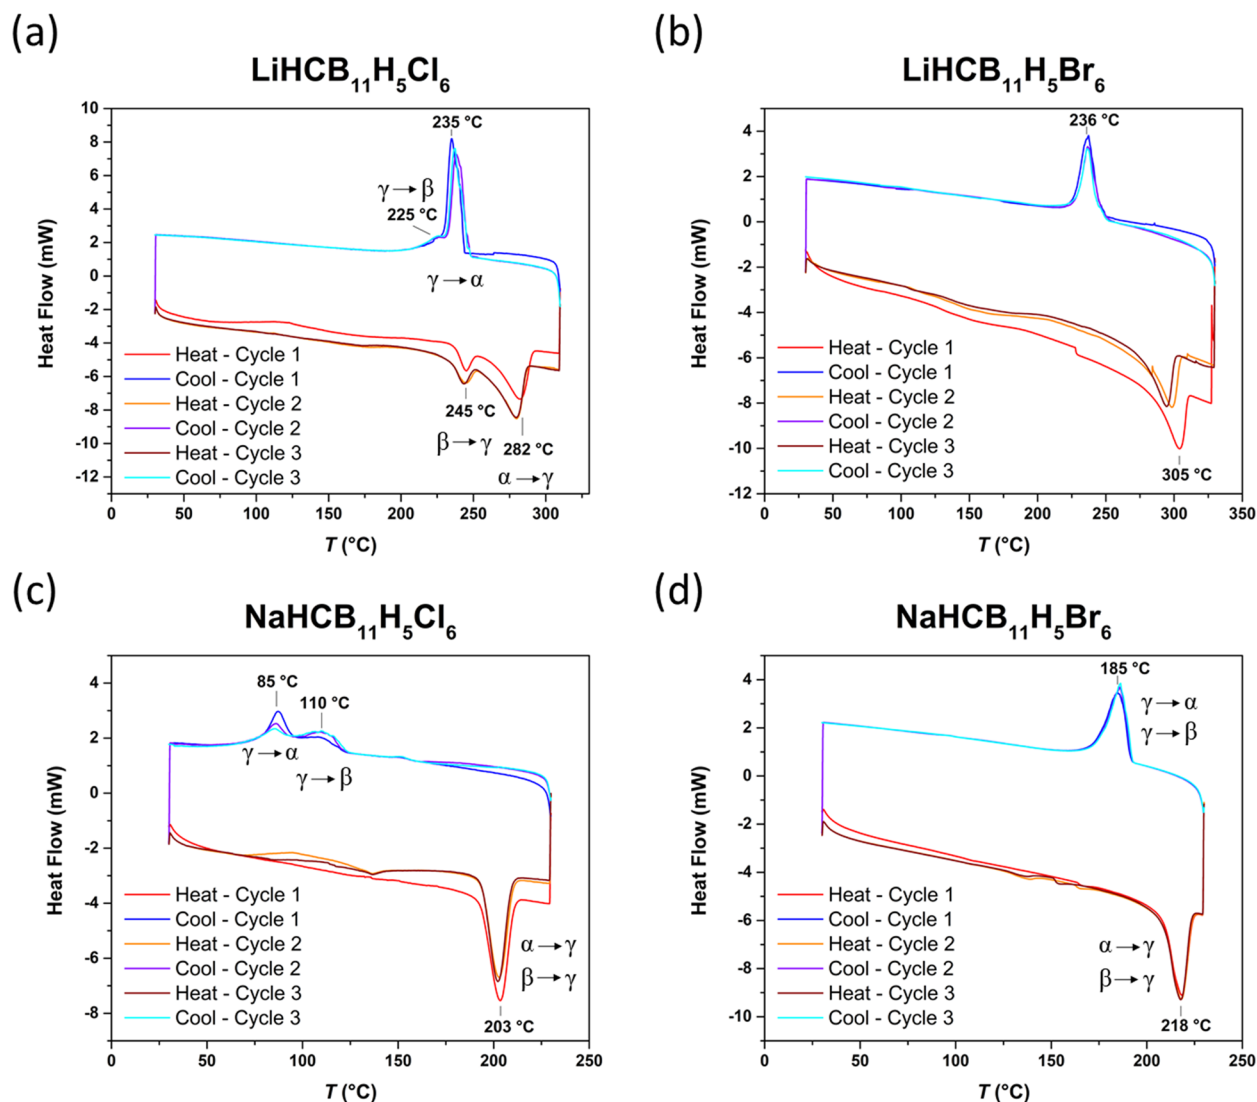 (a)
LiHCB₁₁H₅Cl₆
10
8
6
4
2
0
-2
-4
-6
-8
-10
-12
Heat Flow (mW)
235 °C
γ→β
225 °C
γ→α
245 °C
β→γ
282 °C
α→γ
Heat - Cycle 1
Cool - Cycle 1
Heat - Cycle 2
Cool - Cycle 2
Heat - Cycle 3
Cool - Cycle 3
0 50 100 150 200 250 300
T (°C)
(b)
LiHCB₁₁H₅Br₆
4
2
0
-2
-4
-6
-8
-10
-12
Heat Flow (mW)
236 °C
305 °C
Heat - Cycle 1
Cool - Cycle 1
Heat - Cycle 2
Cool - Cycle 2
Heat - Cycle 3
Cool - Cycle 3
0 50 100 150 200 250 300 350
T (°C)
(c)
NaHCB₁₁H₅Cl₆
4
2
0
-2
-4
-6
-8
Heat Flow (mW)
85 °C
110 °C
γ→α
γ→β
α→γ
β→γ
203 °C
Heat - Cycle 1
Cool - Cycle 1
Heat - Cycle 2
Cool - Cycle 2
Heat - Cycle 3
Cool - Cycle 3
0 50 100 150 200 250
T (°C)
(d)
NaHCB₁₁H₅Br₆
4
2
0
-2
-4
-6
-8
-10
Heat Flow (mW)
185 °C
γ→α
γ→β
α→γ
β→γ
218 °C
Heat - Cycle 1
Cool - Cycle 1
Heat - Cycle 2
Cool - Cycle 2
Heat - Cycle 3
Cool - Cycle 3
0 50 100 150 200 250
T (°C)